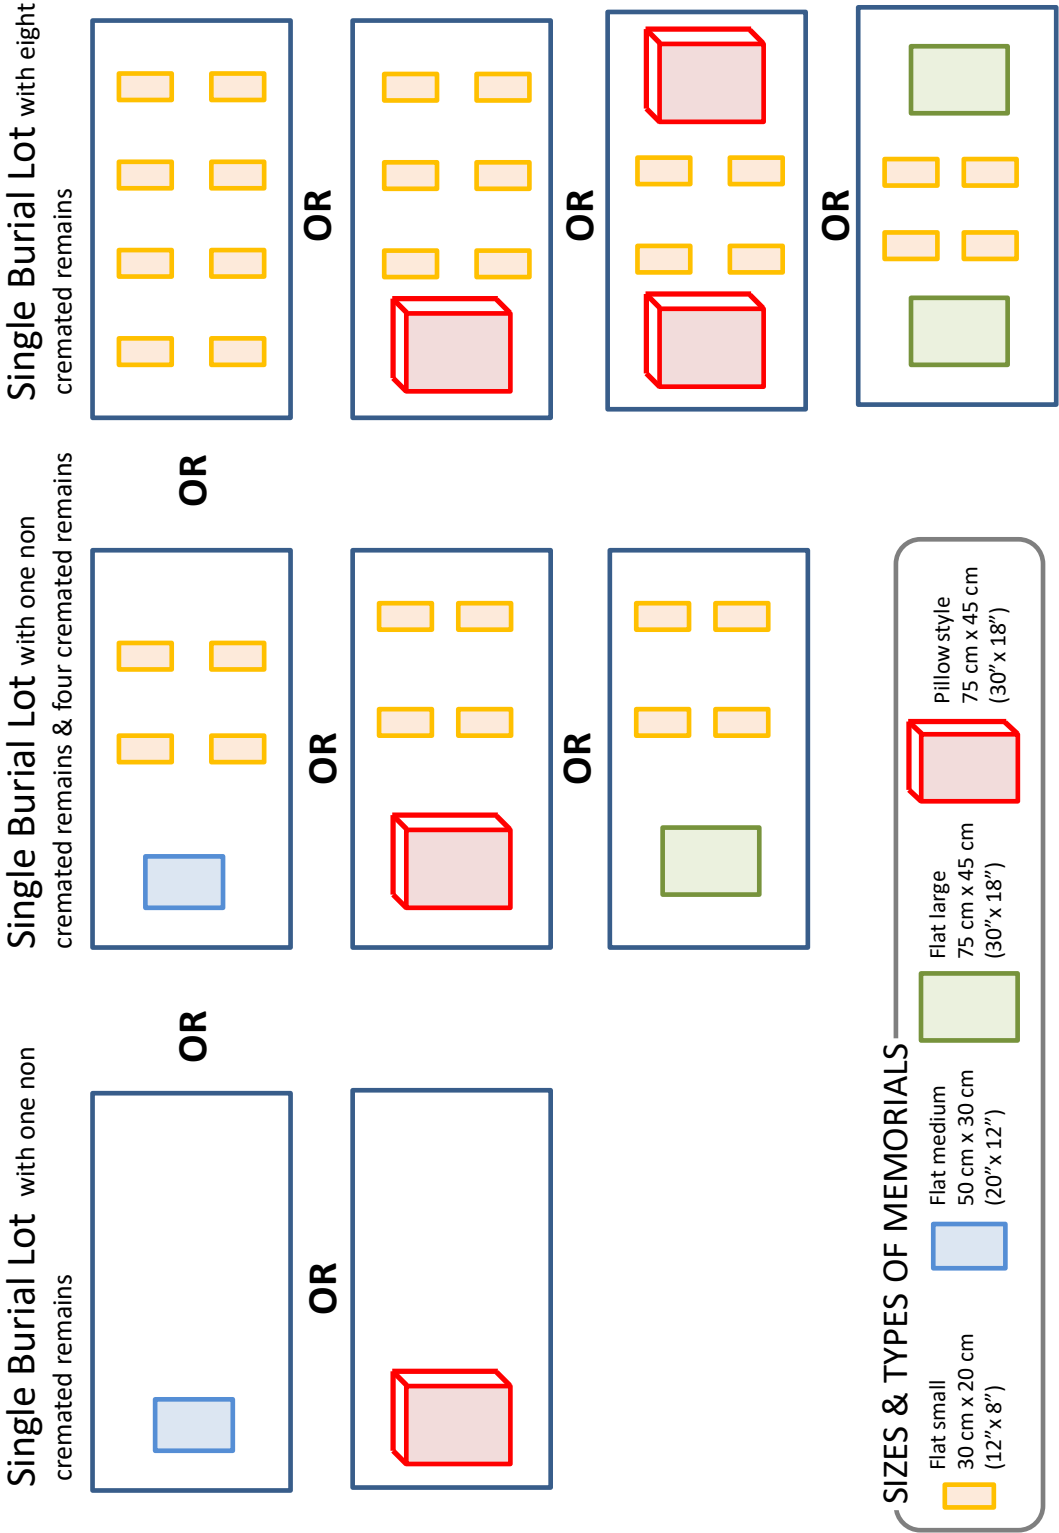 Single Burial Lot with one non
cremated remains
OR
OR
Single Burial Lot with one non
cremated remains & four cremated remains
OR
OR
OR
Single Burial Lot with eight
cremated remains
OR
OR
OR
SIZES & TYPES OF MEMORIALS
Flat small
30 cm x 20 cm
(12”x 8”)
Flat medium
50 cm x 30 cm
(20”x 12”)
Flat large
75 cm x 45 cm
(30”x 18”)
Pillow style
75 cm x 45 cm
(30”x 18”)